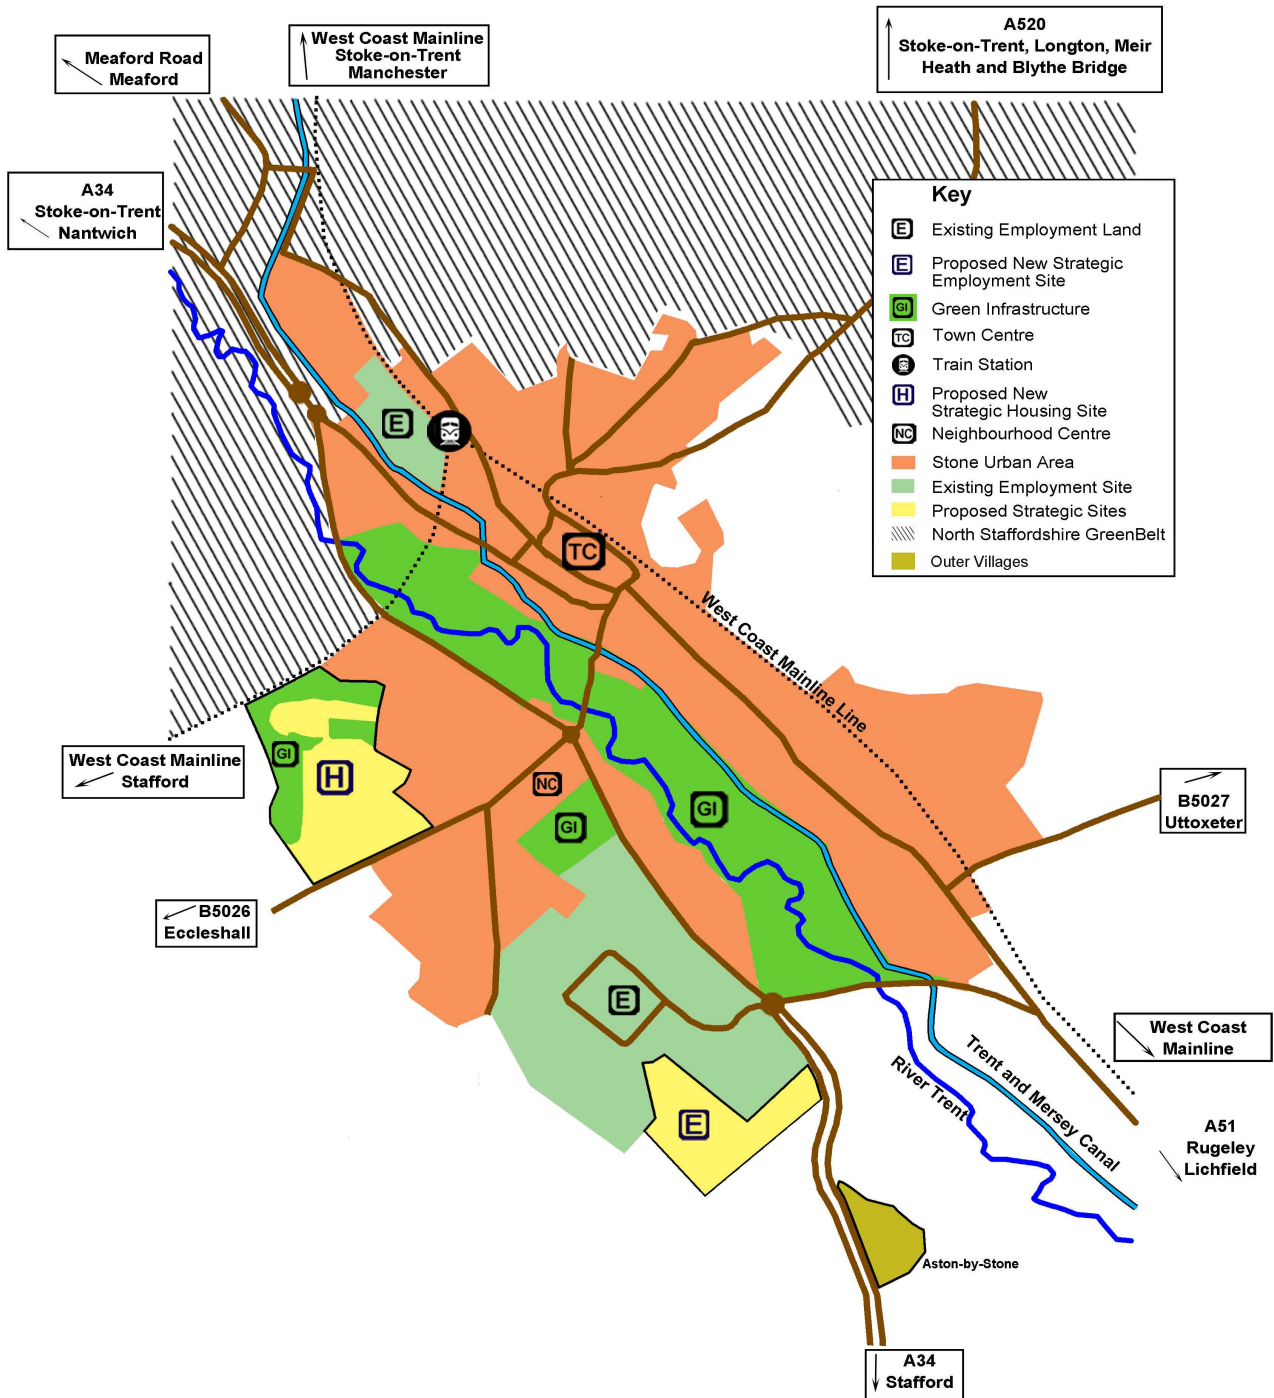 Meaford Road
Meaford
West Coast Mainline
Stoke-on-Trent
Manchester
A520
Stoke-on-Trent, Longton, Meir
Heath and Blythe Bridge
A34
Stoke-on-Trent
Nantwich
Key
E Existing Employment Land
E Proposed New Strategic
Employment Site
GI Green Infrastructure
TC Town Centre
Train Station
H Proposed New
Strategic Housing Site
NC Neighbourhood Centre
Stone Urban Area
Existing Employment Site
Proposed Strategic Sites
North Staffordshire GreenBelt
Outer Villages
E
TC
West Coast Mainline Line
West Coast Mainline
Stafford
GI
H
NC
GI
GI
B5027
Uttoxeter
B5026
Eccleshall
E
E
West Coast
Mainline
River Trent
Trent and Mersey Canal
A51
Rugeley
Lichfield
Aston-by-Stone
A34
Stafford